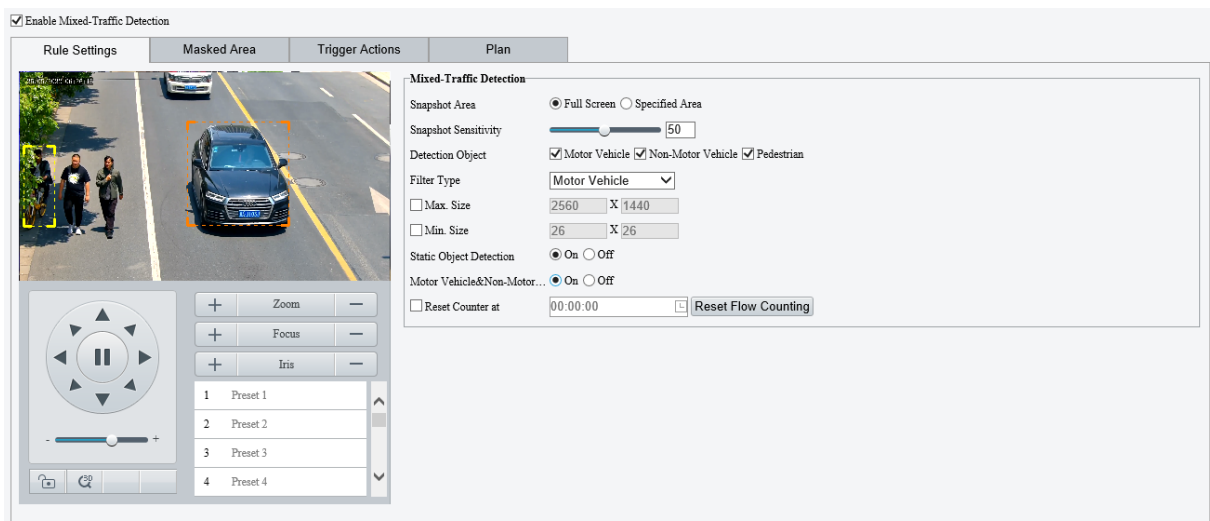 Enable Mixed-Traffic Detection
Rule Settings Masked Area Trigger Actions Plan
Mixed-Traffic Detection
Snapshot Area Full Screen Specified Area
Snapshot Sensitivity 50
Detection Object Motor Vehicle Non-Motor Vehicle Pedestrian
Filter Type Motor Vehicle
Max. Size 2560 X 1440
Min. Size 26 X 26
Static Object Detection On Off
Motor Vehicle&Non-Motor... On Off
Reset Counter at 00:00:00 Reset Flow Counting
+ Zoom −
+ Focus −
+ Iris −
1 Preset 1
2 Preset 2
3 Preset 3
4 Preset 4
- +
3D